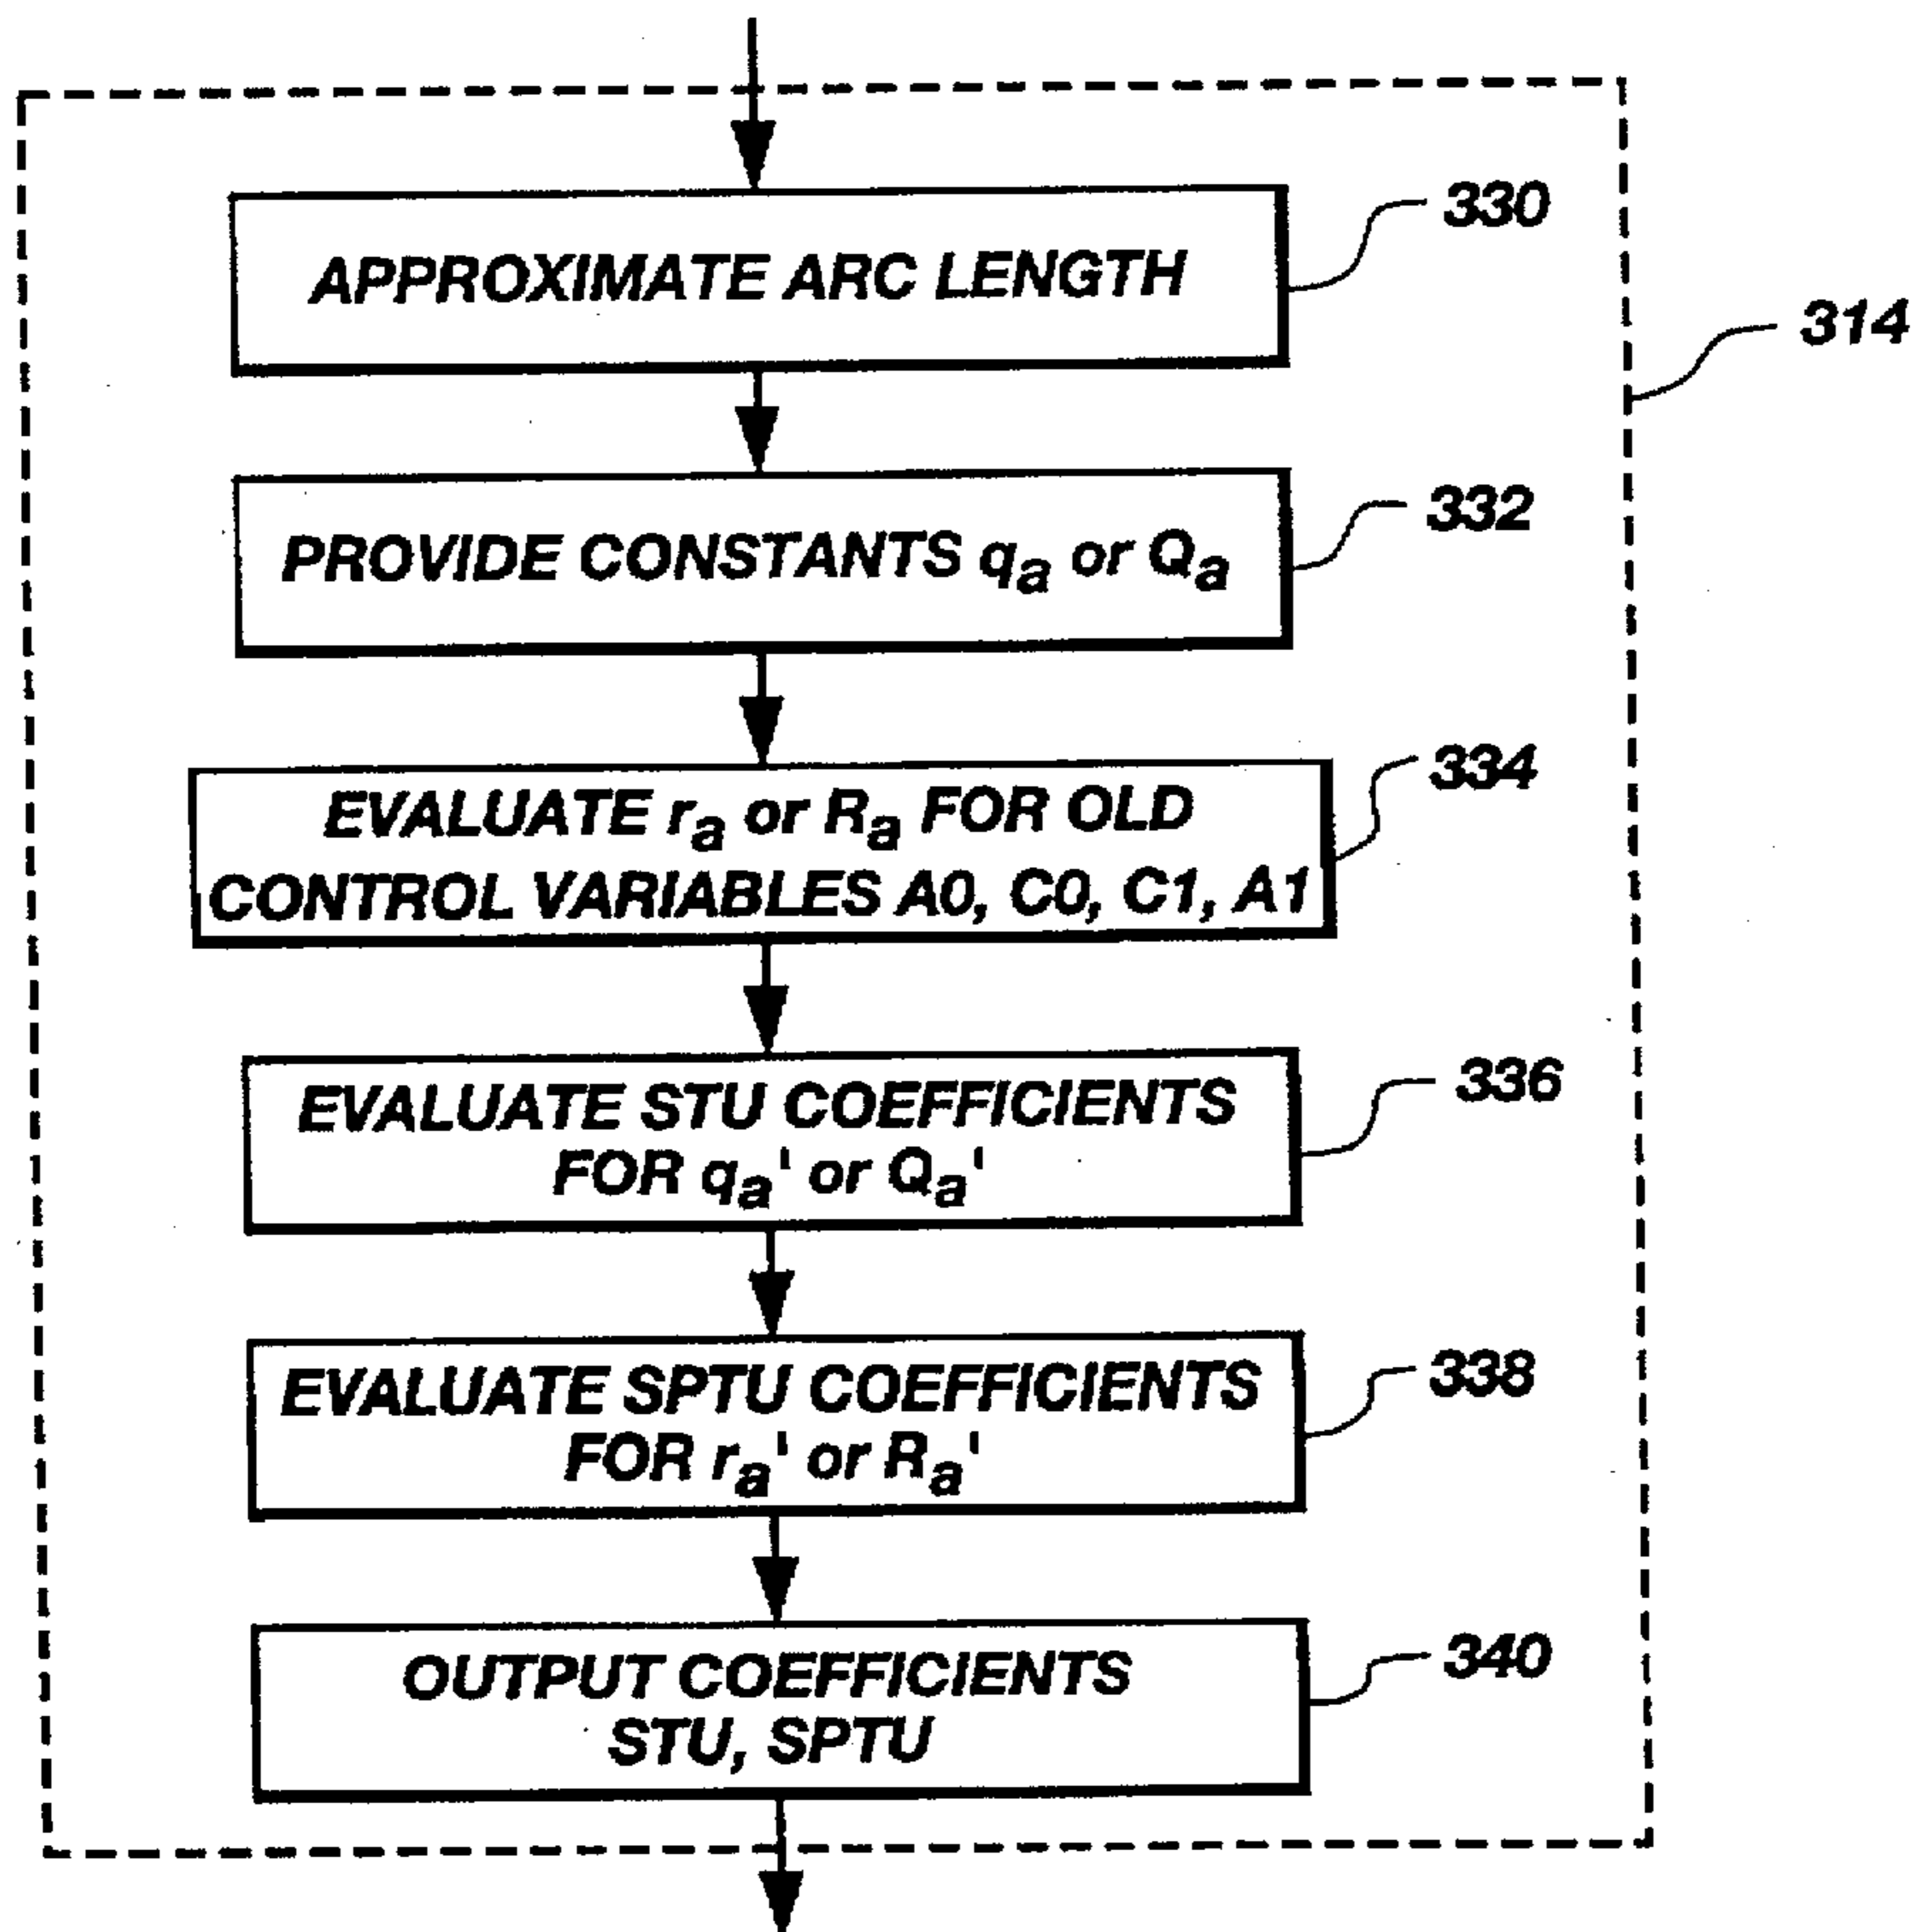 APPROXIMATE ARC LENGTH
330
314
PROVIDE CONSTANTS qa or Qa
332
EVALUATE ra or Ra FOR OLD
CONTROL VARIABLES A0, C0, C1, A1
334
EVALUATE STU COEFFICIENTS
FOR qa' or Qa'
336
EVALUATE SPTU COEFFICIENTS
FOR ra' or Ra'
338
OUTPUT COEFFICIENTS
STU, SPTU
340